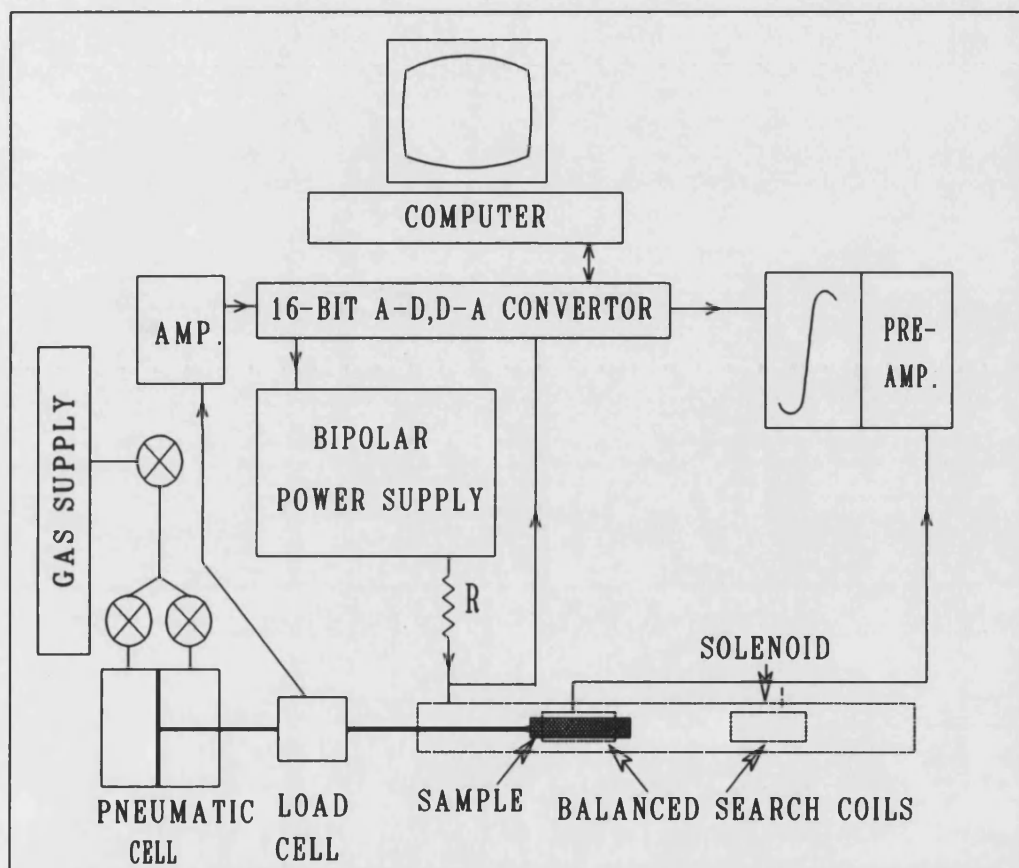 COMPUTER
16-BIT A-D,D-A CONVERTOR
AMP.
PRE-
AMP.
GAS SUPPLY
BIPOLAR
POWER SUPPLY
R
SOLENOID
SAMPLE
BALANCED SEARCH COILS
PNEUMATIC
CELL
LOAD
CELL